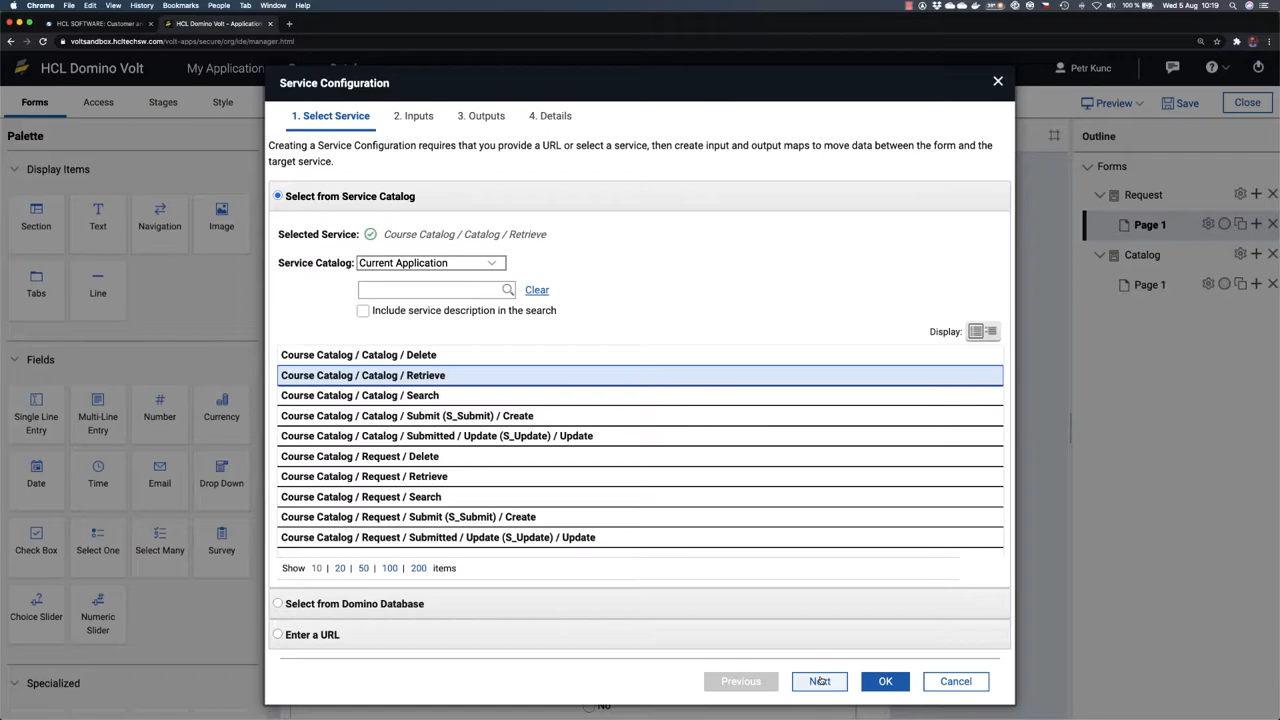 Chrome File Edit View History Bookmarks People Tab Window Help
100 % Wed 5 Aug 10:19
HCL SOFTWARE: Customer an
HCL Domino Volt - Application
voltsandbox.hcltechsw.com/volt-apps/secure/org/ide/manager.html
HCL Domino Volt
My Application
Petr Kunc
Forms Access Stages Style
Preview Save Close
Palette
Display Items
Section Text Navigation Image
Tabs Line
Fields
Single Line Entry
Multi-Line Entry
Number
Currency
Date Time Email Drop Down
Check Box Select One Select Many Survey
Choice Slider
Numeric Slider
Specialized
Service Configuration
1. Select Service 2. Inputs 3. Outputs 4. Details
Creating a Service Configuration requires that you provide a URL or select a service, then create input and output maps to move data between the form and the
target service.
Select from Service Catalog
Selected Service: Course Catalog / Catalog / Retrieve
Service Catalog: Current Application
Clear
Include service description in the search
Display:
Course Catalog / Catalog / Delete
Course Catalog / Catalog / Retrieve
Course Catalog / Catalog / Search
Course Catalog / Catalog / Submit (S_Submit) / Create
Course Catalog / Catalog / Submitted / Update (S_Update) / Update
Course Catalog / Request / Delete
Course Catalog / Request / Retrieve
Course Catalog / Request / Search
Course Catalog / Request / Submit (S_Submit) / Create
Course Catalog / Request / Submitted / Update (S_Update) / Update
Show 10 | 20 | 50 | 100 | 200 items
Select from Domino Database
Enter a URL
Previous Next OK Cancel
No
Outline
Forms
Request
Page 1
Catalog
Page 1